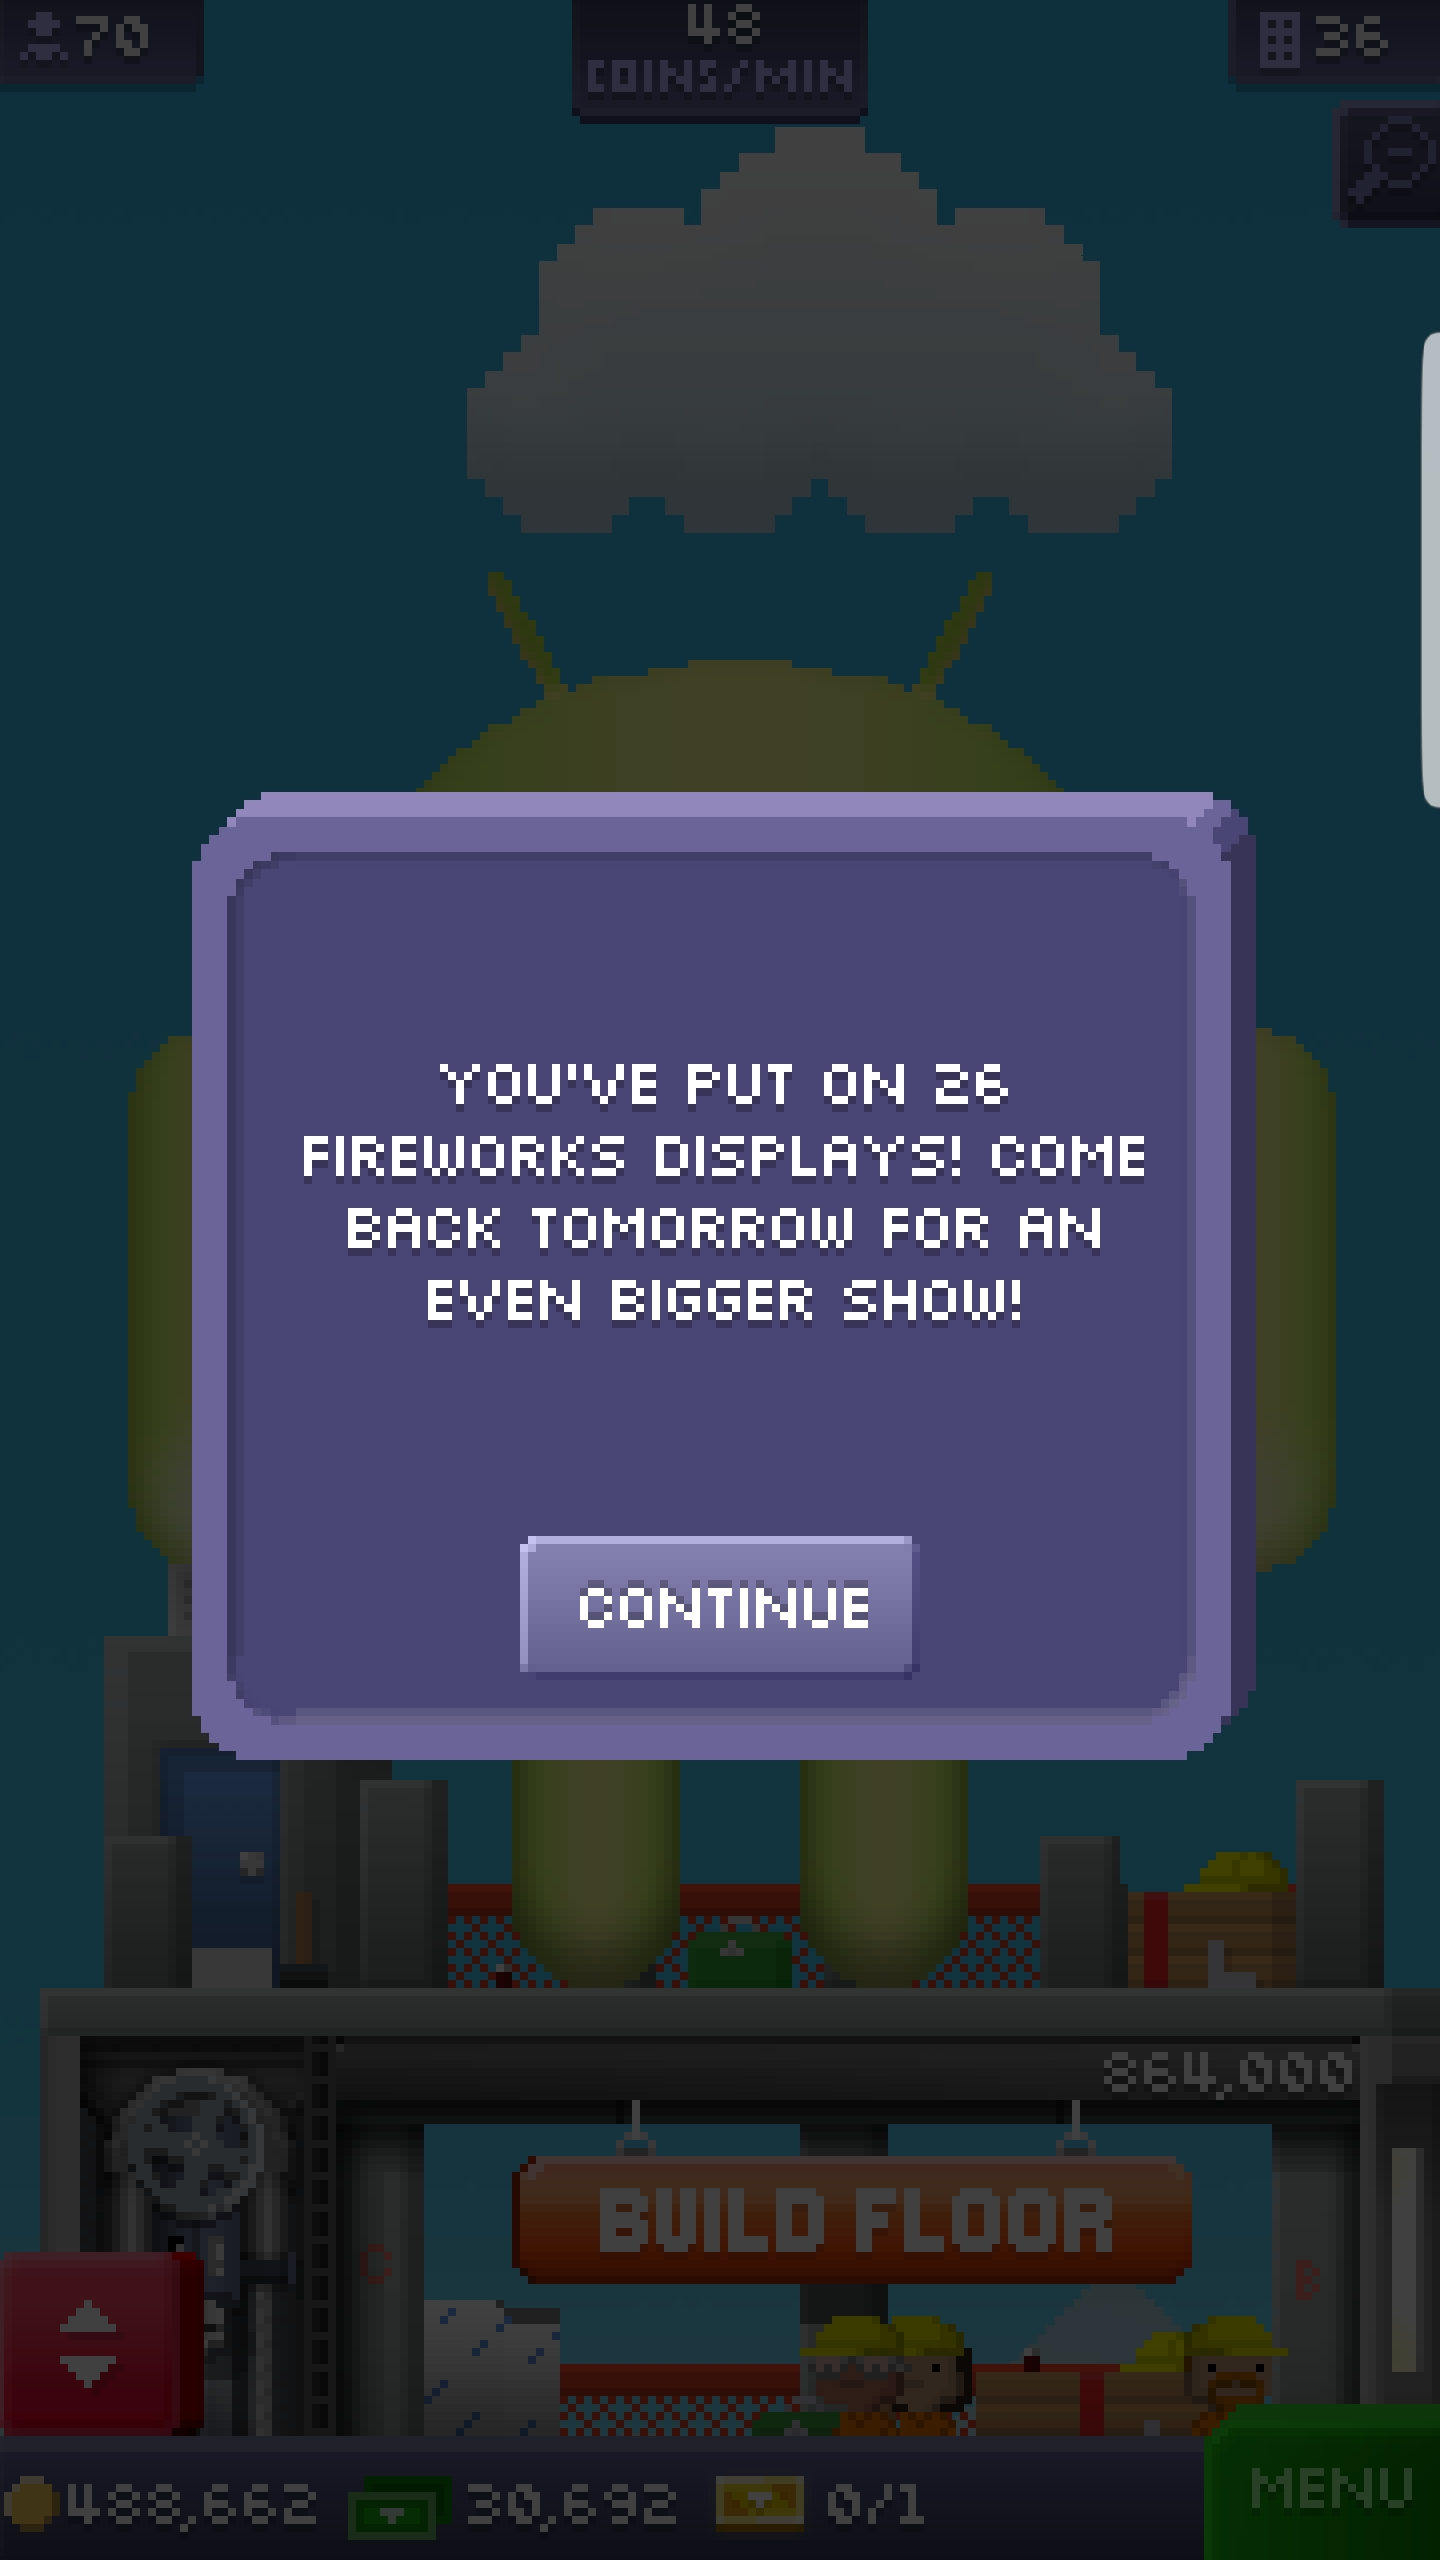 70
48
COINS/MIN
36
YOU'VE PUT ON 26
FIREWORKS DISPLAYS! COME
BACK TOMORROW FOR AN
EVEN BIGGER SHOW!
CONTINUE
864,000
BUILD FLOOR
C
B
488,662
30,692
0/1
MENU